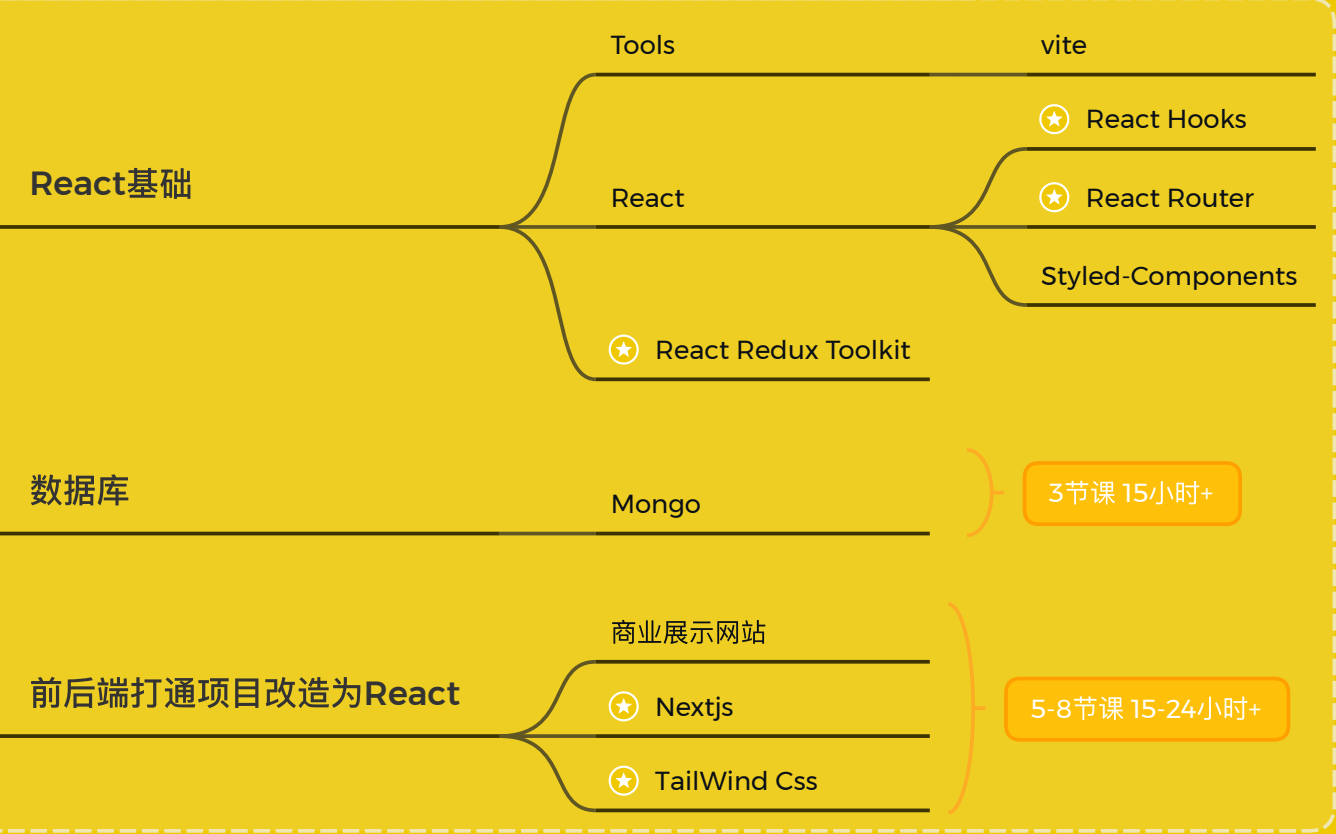 React基础
Tools
vite
React
React Hooks
React Router
Styled-Components
React Redux Toolkit
数据库
Mongo
3节课 15小时+
前后端打通项目改造为React
商业展示网站
Nextjs
TailWind Css
5-8节课 15-24小时+